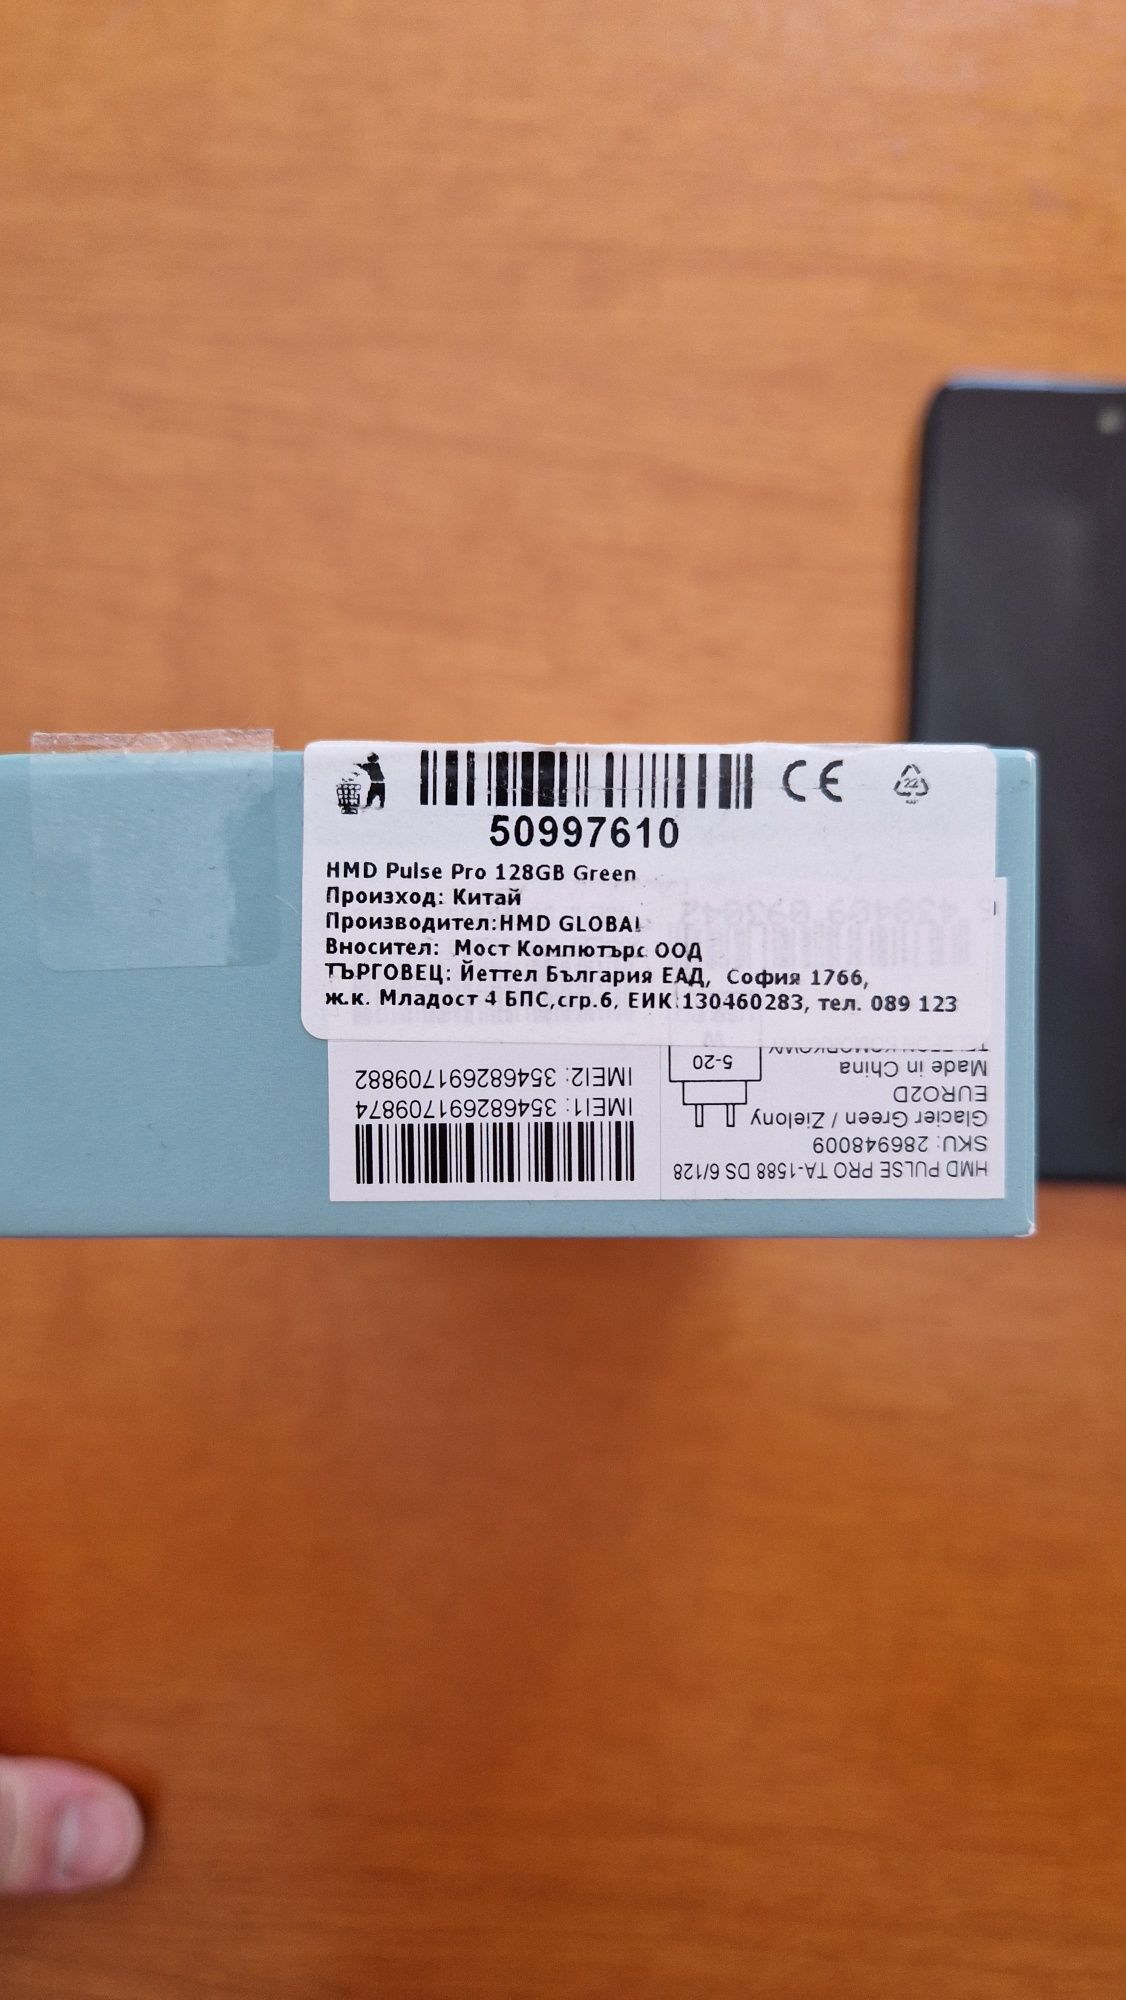 50997610
HMD Pulse Pro 128GB Green
Произход: Китай
Производител:HMD GLOBAL
Вносител: Мост Компютърс ООД
ТЪРГОВЕЦ: Йеттел България ЕАД, София 1766,
ж.к. Младост 4 БПС,сгр.6, ЕИК:130460283, тел. 089 123
22
HMD PULSE PRO TA-1588 DS 6/128
SKU: 286948009
Glacier Green / Zielony
EURO2D
Made in China
5-20
W
IMEI1: 354682691709874
IMEI2: 354682691709882